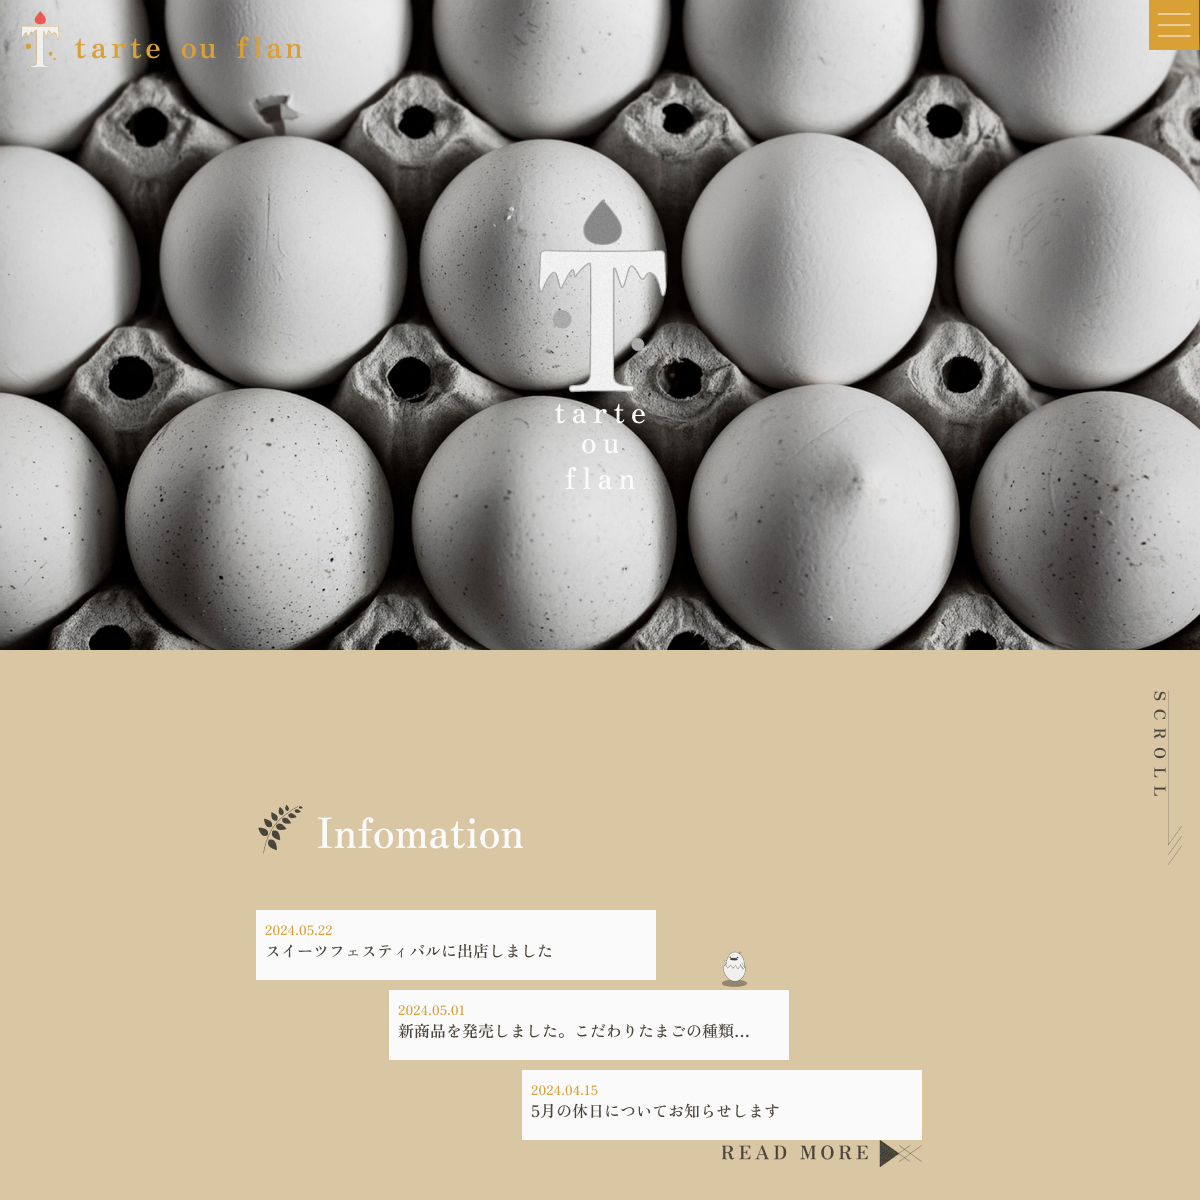 tarte ou flan
tarte
ou
flan
SCROLL
Infomation
2024.05.22
スイーツフェスティバルに出店しました
2024.05.01
新商品を発売しました。こだわりたまごの種類...
2024.04.15
5月の休日についてお知らせします
READ MORE